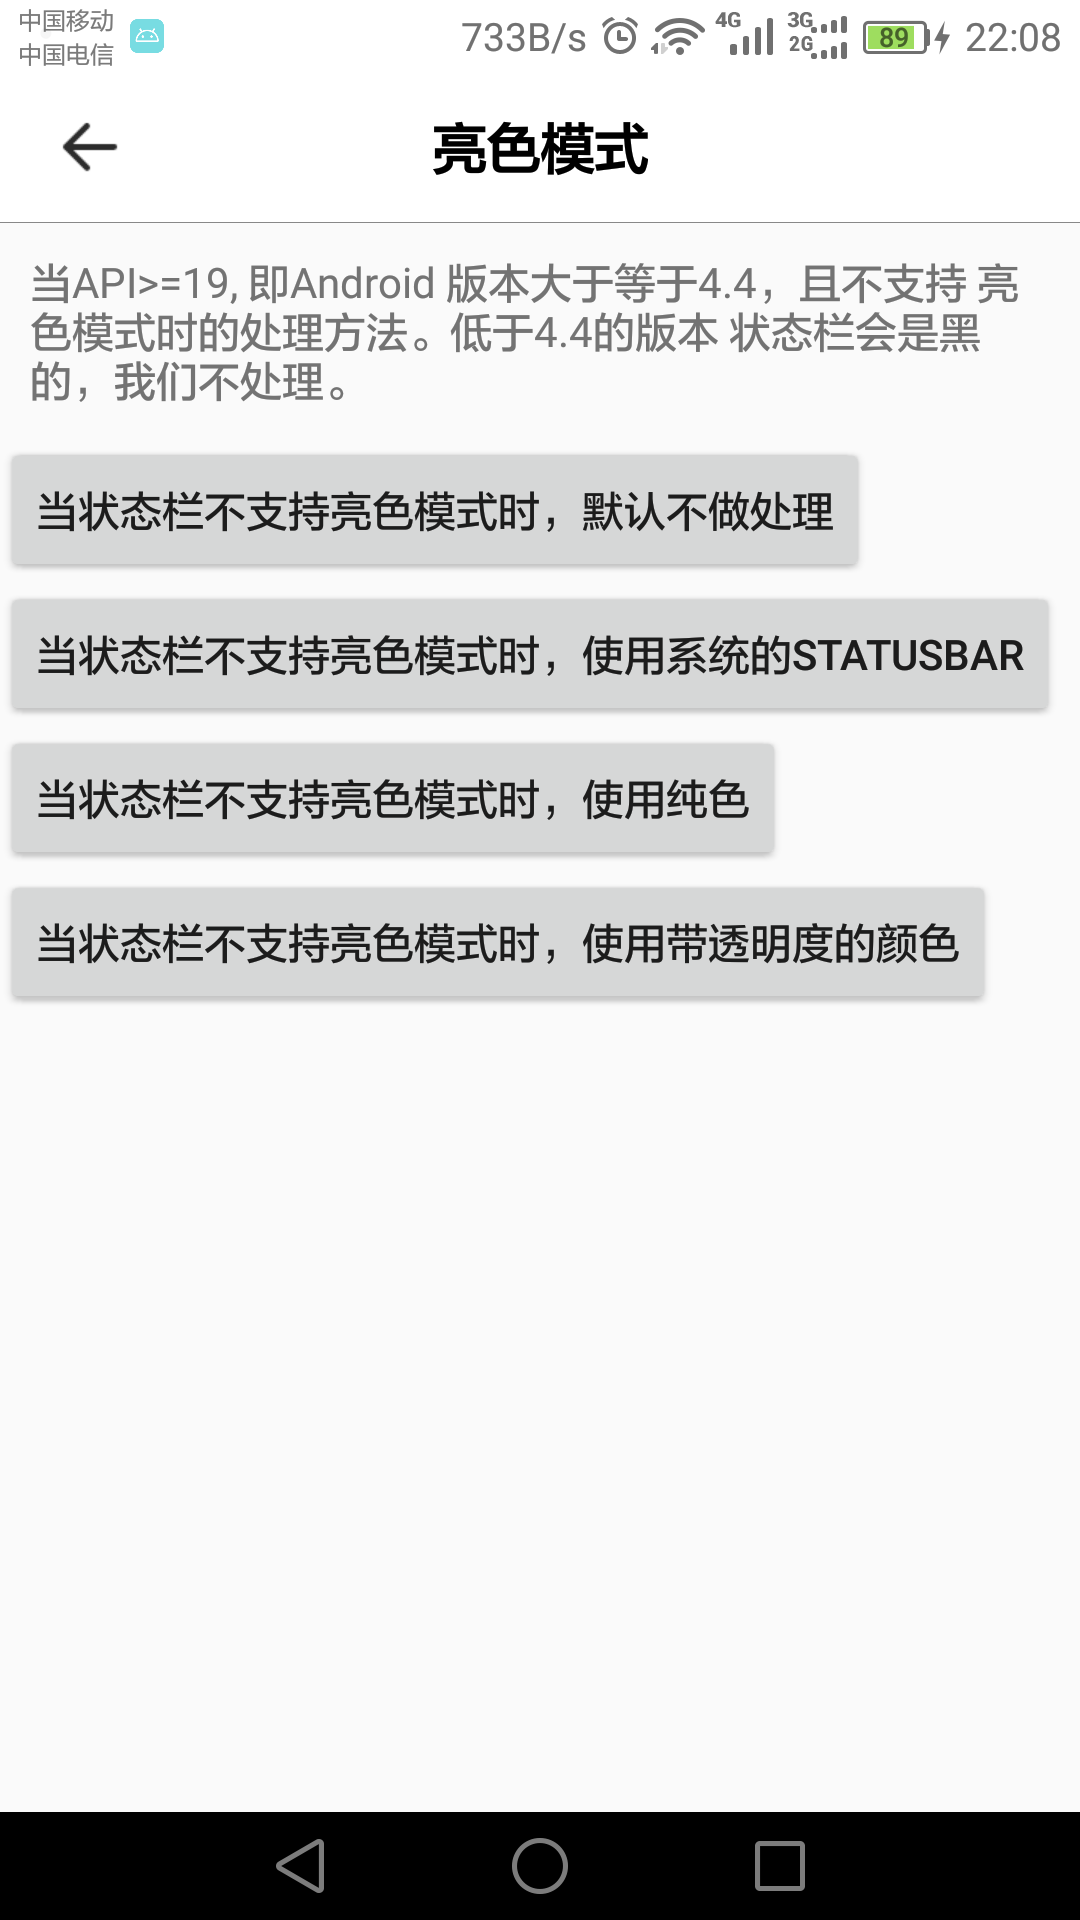 中国移动
中国电信
733B/s 4G 3G 2G 89 22:08
亮色模式
当API>=19, 即Android 版本大于等于4.4，且不支持 亮
色模式时的处理方法。低于4.4的版本 状态栏会是黑
的，我们不处理。
当状态栏不支持亮色模式时，默认不做处理
当状态栏不支持亮色模式时，使用系统的STATUSBAR
当状态栏不支持亮色模式时，使用纯色
当状态栏不支持亮色模式时，使用带透明度的颜色